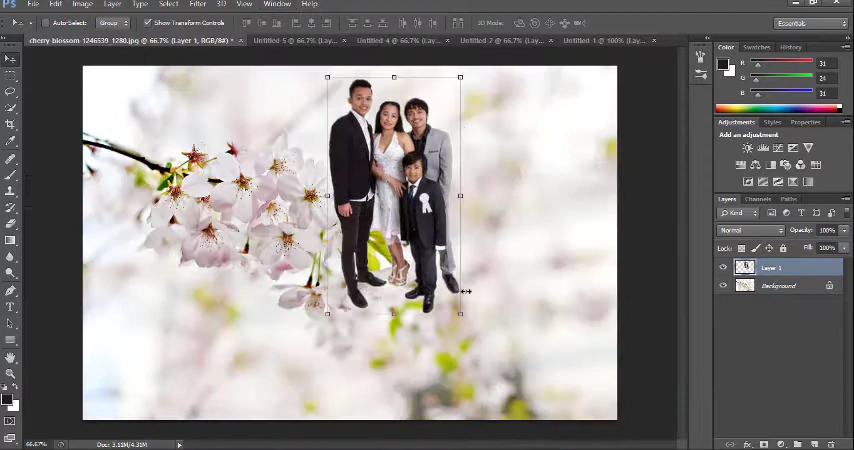 Ps File Edit Image Layer Type Select Filter 3D View Window Help
Auto-Select: Group Show Transform Controls 3D Mode: Essentials
cherry-blossom_1246539_1280.jpg @ 66.7% (Layer 1, RGB/8#) * Untitled-5 @ 66.7% (Lay... Untitled-4 @ 66.7% (Lay... Untitled-2 @ 66.7% (Lay... Untitled-1 @ 100% (Lay...
Color Swatches History
R 31
G 24
B 31
Adjustments Styles Properties
Add an adjustment
Layers Channels Paths
Kind
Normal Opacity: 100%
Lock: Fill: 100%
Layer 1
Background
66.67% Doc: 3.11M/4.31M